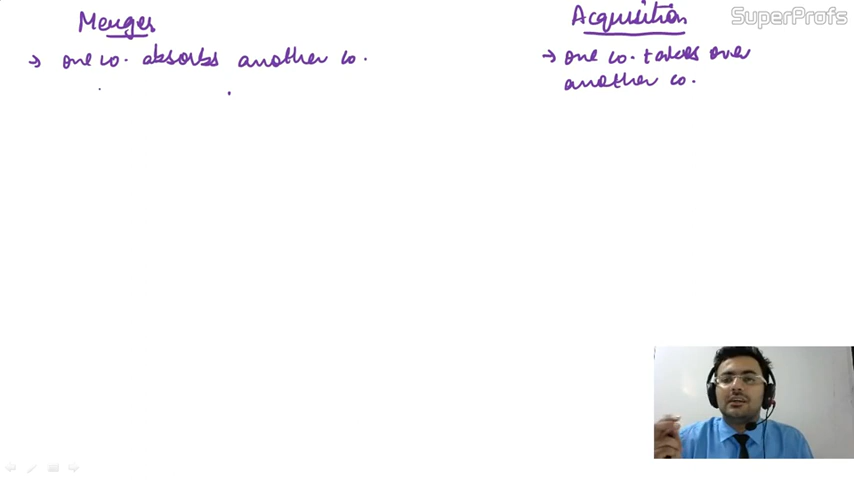 Merger
→ one co. absorbs another co.
Acquisition
→ one co. takes over
another co.
SuperProfs